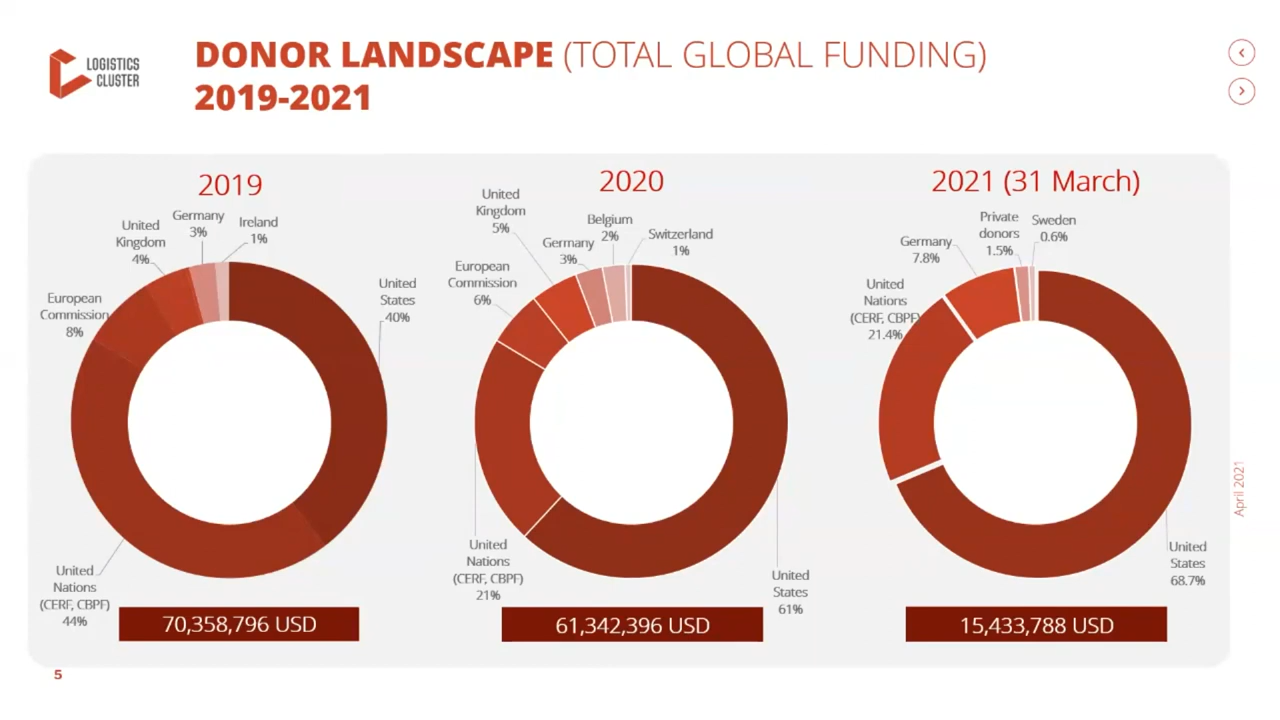 LOGISTICS
CLUSTER
DONOR LANDSCAPE (TOTAL GLOBAL FUNDING)
2019-2021
2019
United
Kingdom
4%
Germany
3%
Ireland
1%
European
Commission
8%
United
States
40%
United
Nations
(CERF, CBPF)
44%
70,358,796 USD
2020
United
Kingdom
5%
Belgium
2%
Germany
3%
Switzerland
1%
European
Commission
6%
United
Nations
(CERF, CBPF)
21%
United
States
61%
61,342,396 USD
2021 (31 March)
Private
donors
1.5%
Sweden
0.6%
Germany
7.8%
United
Nations
(CERF, CBPF)
21.4%
United
States
68.7%
15,433,788 USD
April 2021
5